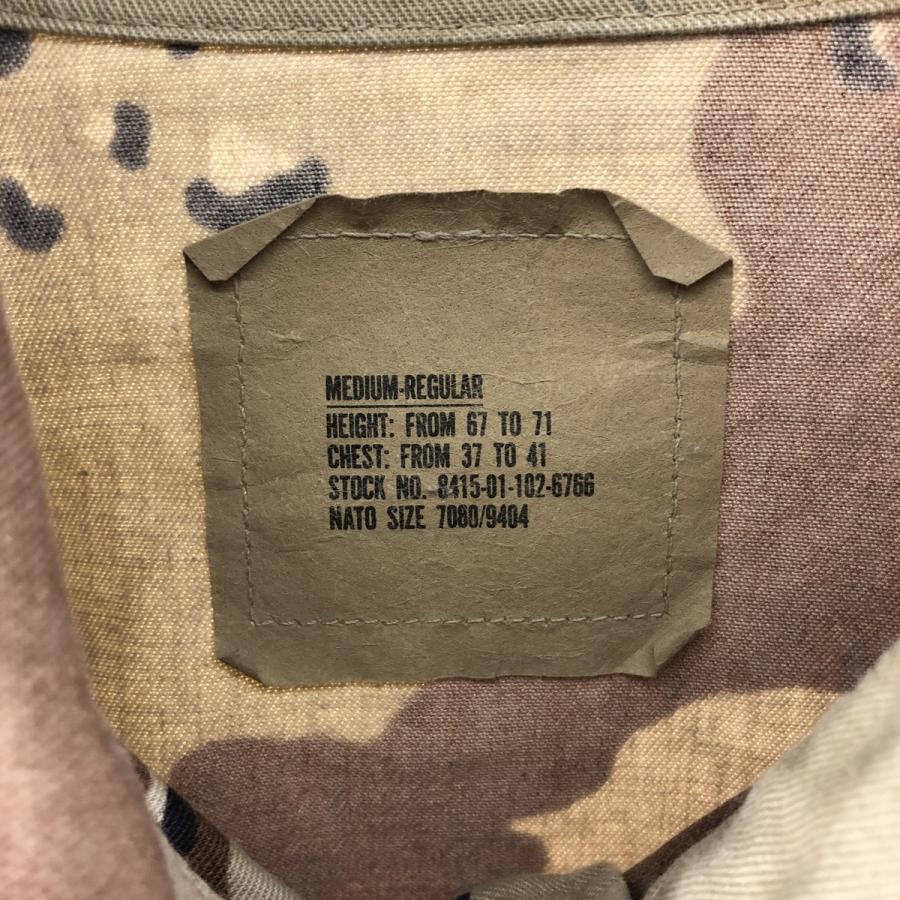 MEDIUM-REGULAR
HEIGHT: FROM 67 TO 71
CHEST: FROM 37 TO 41
STOCK NO. 8415-01-102-6766
NATO SIZE 7080/9404